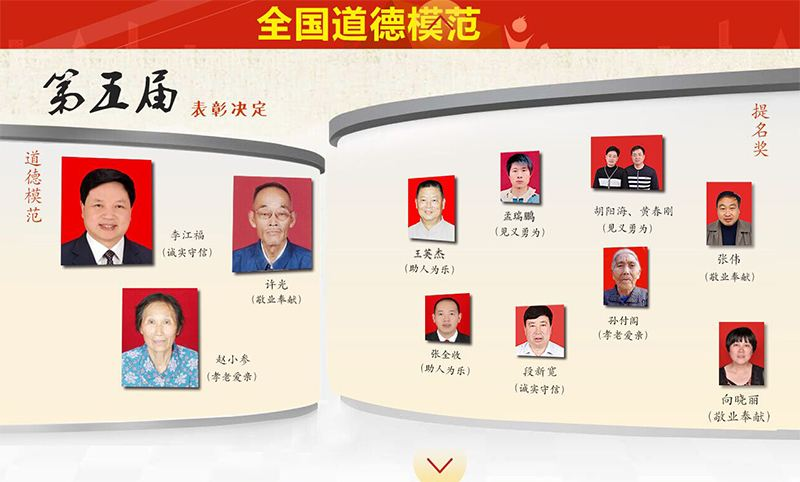 全国道德模范
第五届
表彰决定
道德模范
李江福
(诚实守信)
许光
(敬业奉献)
赵小参
(孝老爱亲)
提名奖
王英杰
(助人为乐)
孟瑞鹏
(见义勇为)
胡阳海、黄春刚
(见义勇为)
张伟
(敬业奉献)
张全收
(助人为乐)
段新宽
(诚实守信)
孙付阁
(孝老爱亲)
向晓丽
(敬业奉献)